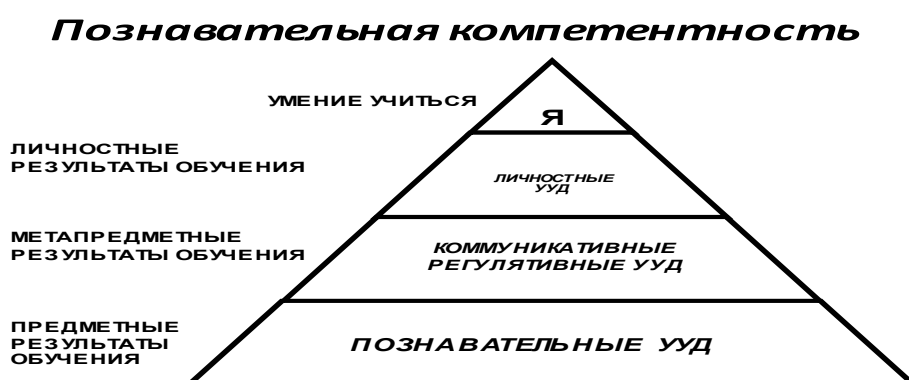 Познавательная компетентность
УМЕНИЕ УЧИТЬСЯ
Я
ЛИЧНОСТНЫЕ
РЕЗУЛЬТАТЫ ОБУЧЕНИЯ
ЛИЧНОСТНЫЕ
УУД
МЕТАПРЕДМЕТНЫЕ
РЕЗУЛЬТАТЫ ОБУЧЕНИЯ
КОММУНИКАТИВНЫЕ
РЕГУЛЯТИВНЫЕ УУД
ПРЕДМЕТНЫЕ
РЕЗУЛЬТАТЫ
ОБУЧЕНИЯ
ПОЗНАВАТЕЛЬНЫЕ УУД